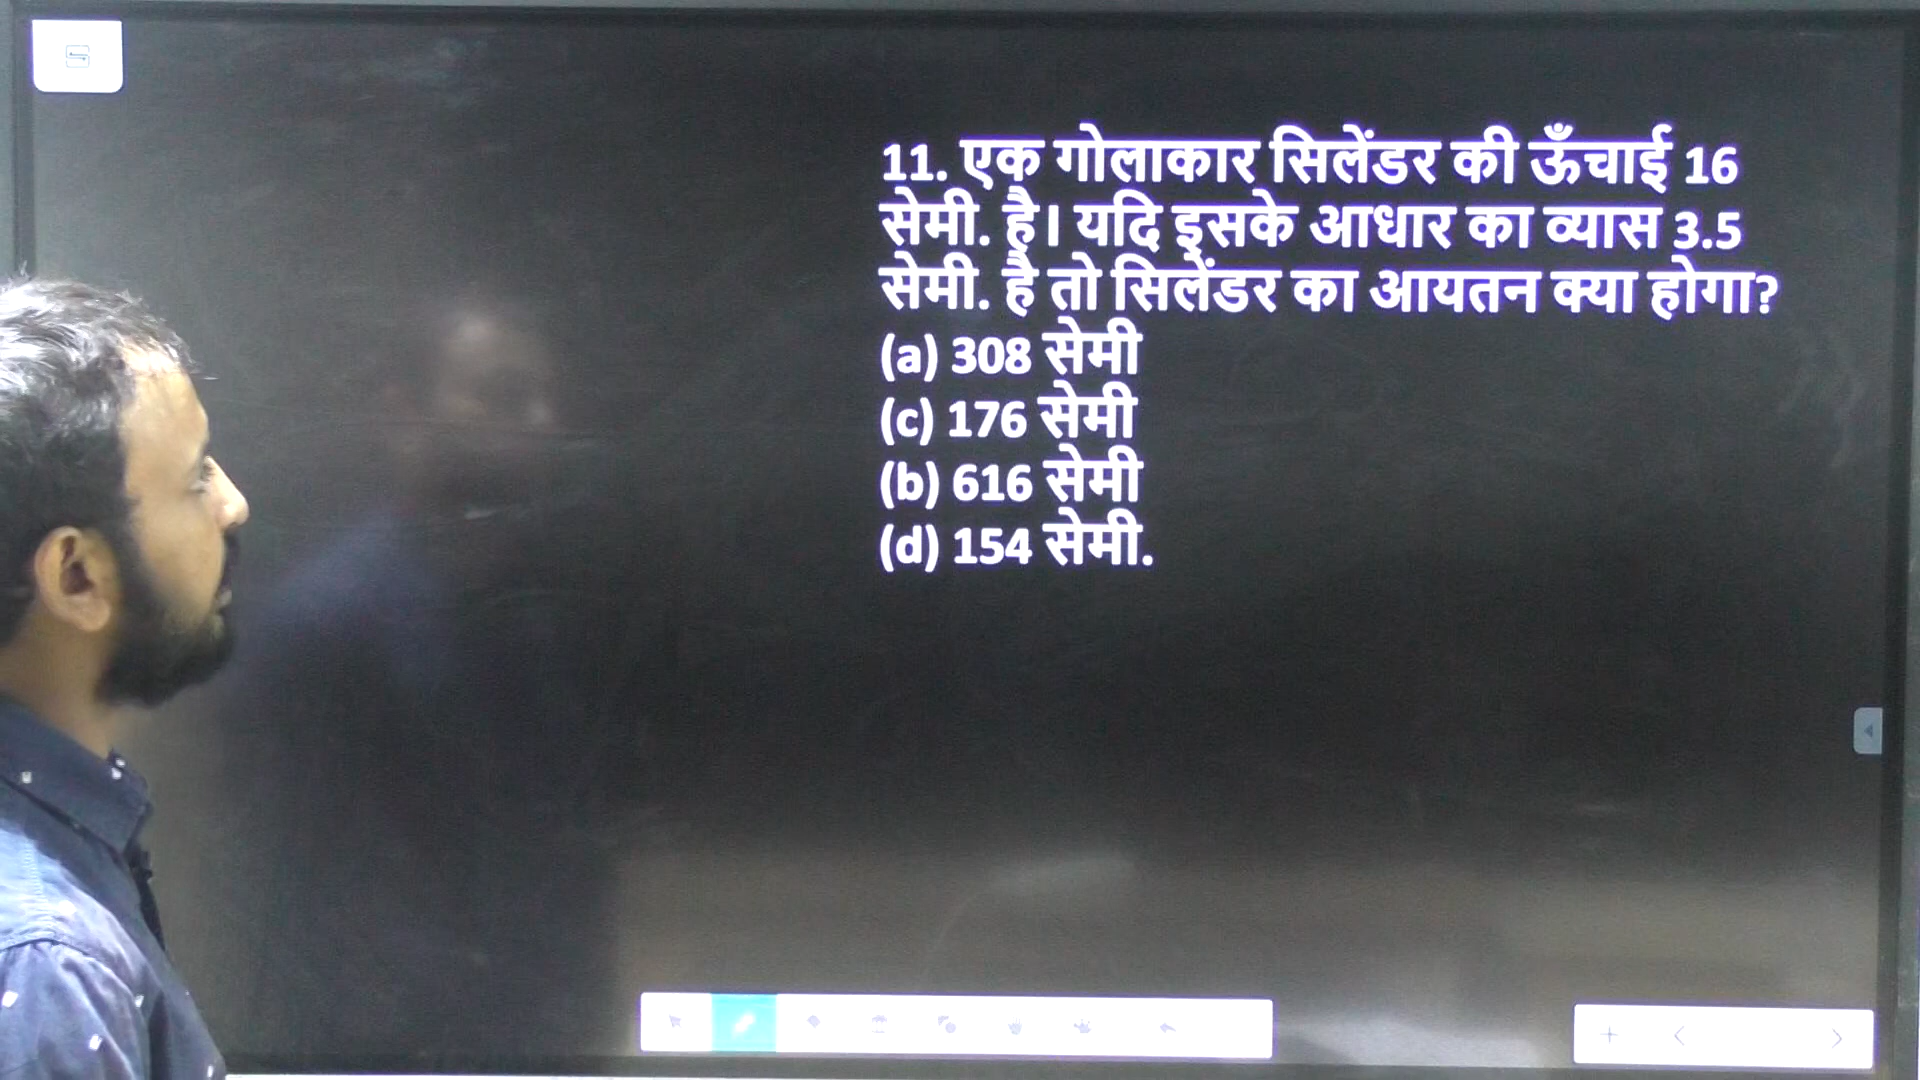 11. एक गोलाकार सिलेंडर की ऊँचाई 16
सेमी. है। यदि इसके आधार का व्यास 3.5
सेमी. है तो सिलेंडर का आयतन क्या होगा?
(a) 308 सेमी
(c) 176 सेमी
(b) 616 सेमी
(d) 154 सेमी.